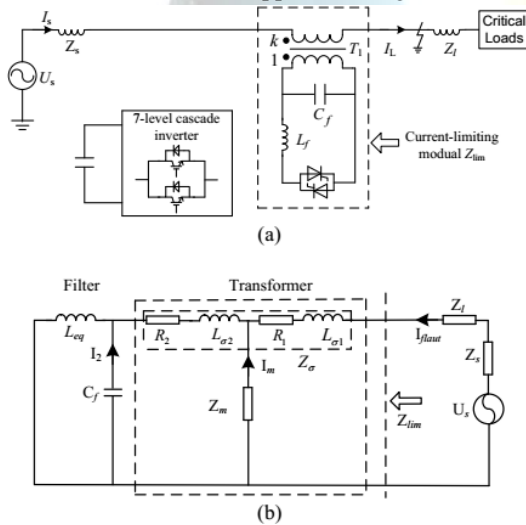 I_s
Z_s
k
1
T_1
I_L
Z_l
Critical
Loads
U_s
C_f
L_f
7-level cascade
inverter
Current-limiting
modual Z_lim
(a)
Filter
Transformer
L_eq
R_2
L_σ2
R_1
L_σ1
Z_l
I_flaut
Z_s
I_2
I_m
Z_σ
C_f
Z_m
Z_lim
U_s
(b)